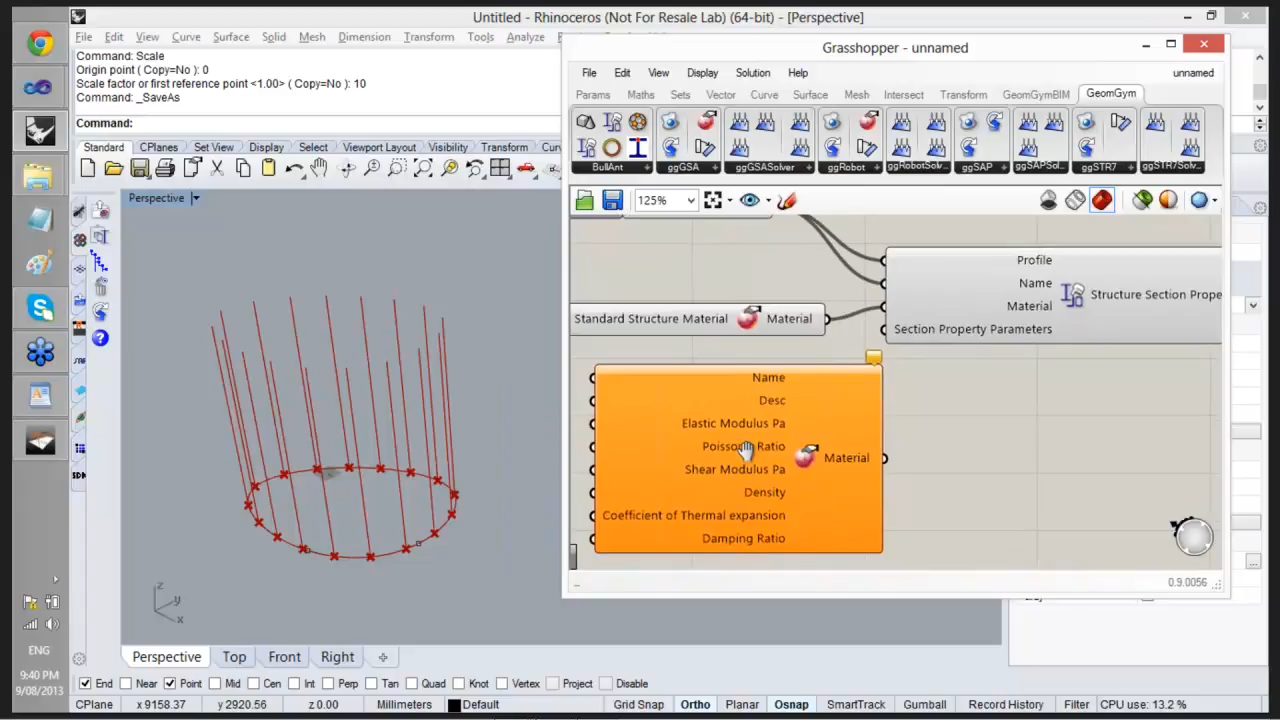 Untitled - Rhinoceros (Not For Resale Lab) (64-bit) - [Perspective]
File Edit View Curve Surface Solid Mesh Dimension Transform Tools Analyze
Command: Scale
Origin point ( Copy=No ): 0
Scale factor or first reference point <1.00> ( Copy=No ): 10
Command: _SaveAs
Command:
Standard CPlanes Set View Display Select Viewport Layout Visibility Transform
Perspective
Grasshopper - unnamed
File Edit View Display Solution Help unnamed
Params Maths Sets Vector Curve Surface Mesh Intersect Transform GeomGymBIM GeomGym
BullAnt ggGSA ggGSASolver ggRobot ggRobotSolv... ggSAP ggSAPSol... ggSTR7 ggSTR7Solv...
125%
Profile
Name
Material
Section Property Parameters
Structure Section Prope
Standard Structure Material Material
Name
Desc
Elastic Modulus Pa
Ratio
Shear Modulus Pa
Density
Coefficient of Thermal expansion
Damping Ratio
Material
0.9.0056
z
y
x
Perspective Top Front Right
End Near Point Mid Cen Int Perp Tan Quad Knot Vertex Project Disable
CPlane x 9158.37 y 2920.56 z 0.00 Millimeters Default Grid Snap Ortho Planar Osnap SmartTrack Gumball Record History Filter CPU use: 13.2 %
ENG
9:40 PM
9/08/2013